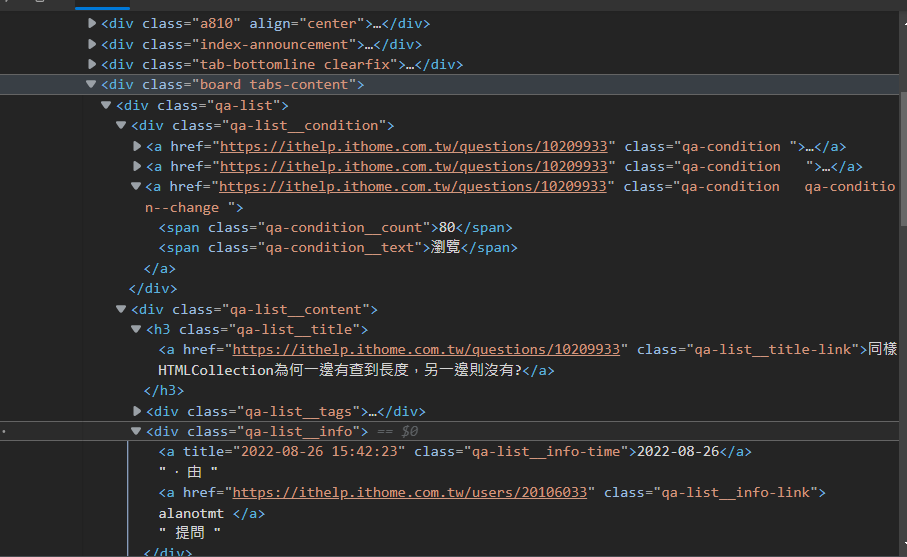 <div class="a810" align="center">…</div>
<div class="index-announcement">…</div>
<div class="tab-bottomline clearfix">…</div>
<div class="board tabs-content">
<div class="qa-list">
<div class="qa-list__condition">
<a href="https://ithelp.ithome.com.tw/questions/10209933" class="qa-condition ">…</a>
<a href="https://ithelp.ithome.com.tw/questions/10209933" class="qa-condition   ">…</a>
<a href="https://ithelp.ithome.com.tw/questions/10209933" class="qa-condition   qa-conditio
n--change ">
<span class="qa-condition__count">80</span>
<span class="qa-condition__text">瀏覽</span>
</a>
</div>
<div class="qa-list__content">
<h3 class="qa-list__title">
<a href="https://ithelp.ithome.com.tw/questions/10209933" class="qa-list__title-link">同樣
HTMLCollection為何一邊有查到長度，另一邊則沒有?</a>
</h3>
<div class="qa-list__tags">…</div>
<div class="qa-list__info"> == $0
<a title="2022-08-26 15:42:23" class="qa-list__info-time">2022-08-26</a>
" ‧ 由 "
<a href="https://ithelp.ithome.com.tw/users/20106033" class="qa-list__info-link">
alanotmt </a>
" 提問 "
</div>